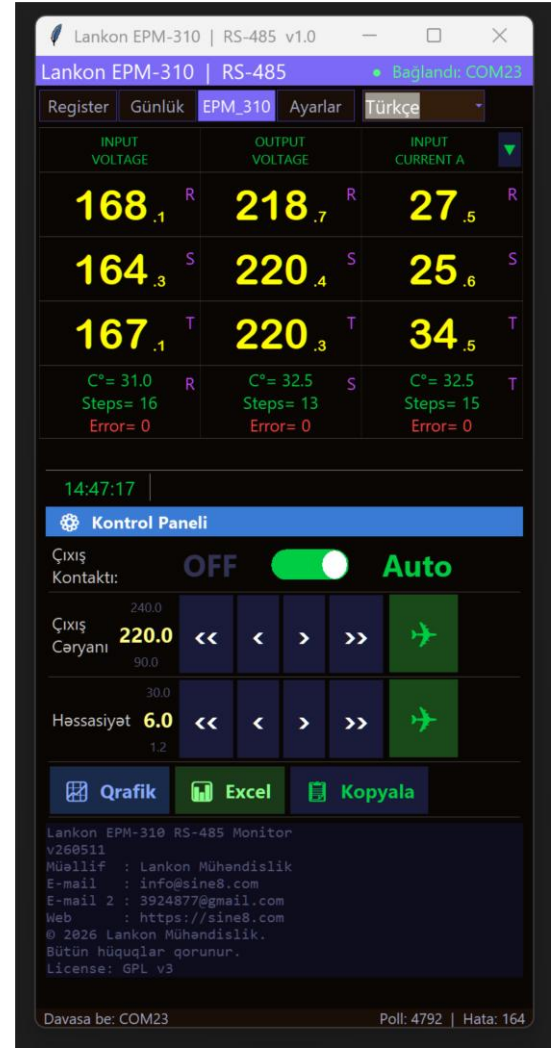 Lankon EPM-310 | RS-485 v1.0
Lankon EPM-310 | RS-485 ● Bağlandı: COM23
Register Günlük EPM_310 Ayarlar Türkçe
INPUT VOLTAGE OUTPUT VOLTAGE INPUT CURRENT A ▼
168.1 R 218.7 R 27.5 R
164.3 S 220.4 S 25.6 S
167.1 T 220.3 T 34.5 T
C°= 31.0 R C°= 32.5 S C°= 32.5 T
Steps= 16 Steps= 13 Steps= 15
Error= 0 Error= 0 Error= 0
14:47:17
Kontrol Paneli
Çıxış Kontaktı: OFF Auto
240.0
Çıxış Cəryanı 220.0 << < > >>
90.0
30.0
Həssasiyət 6.0 << < > >>
1.2
Qrafik Excel Kopyala
Lankon EPM-310 RS-485 Monitor
v260511
Müəllif : Lankon Mühəndislik
E-mail : info@sine8.com
E-mail 2 : 3924877@gmail.com
Web : https://sine8.com
© 2026 Lankon Mühəndislik.
Bütün hüquqlar qorunur.
License: GPL v3
Davasa be: COM23 Poll: 4792 | Hata: 164